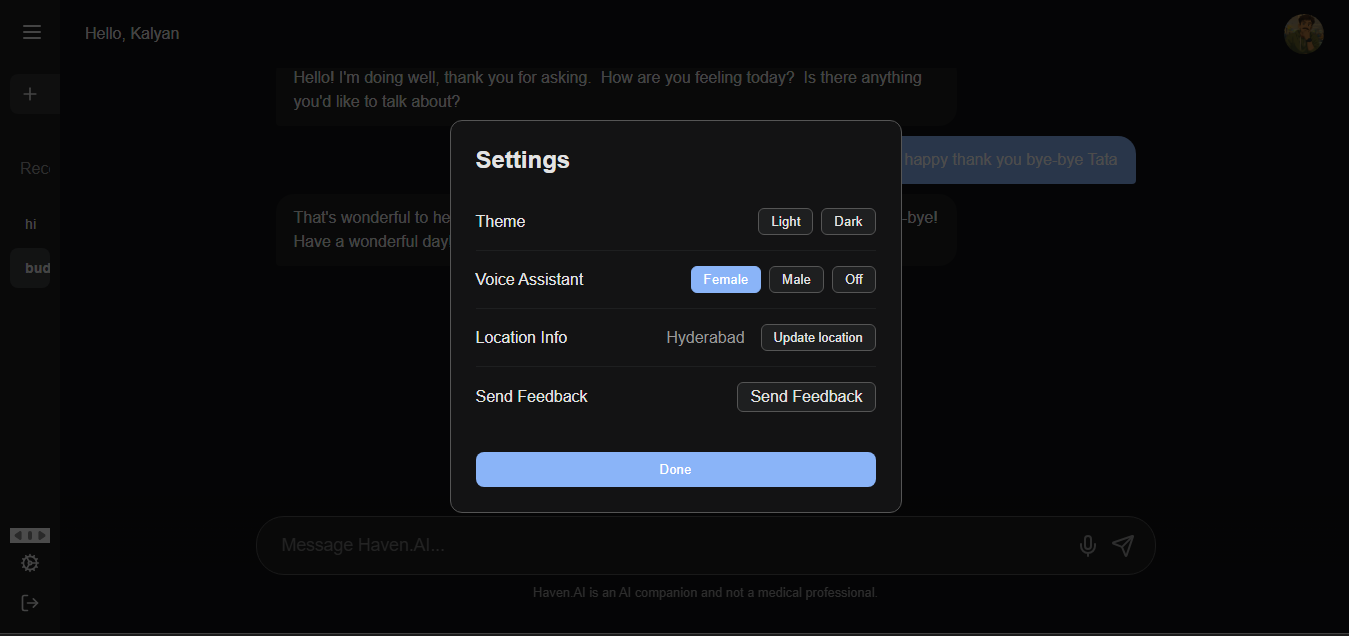 Hello, Kalyan
Hello! I'm doing well, thank you for asking. How are you feeling today? Is there anything
you'd like to talk about?
happy thank you bye-bye Tata
Rec
That's wonderful to he
-bye!
Have a wonderful day!
hi
bud
Settings
Theme
Light
Dark
Voice Assistant
Female
Male
Off
Location Info
Hyderabad
Update location
Send Feedback
Send Feedback
Done
Message Haven.AI...
Haven.AI is an AI companion and not a medical professional.